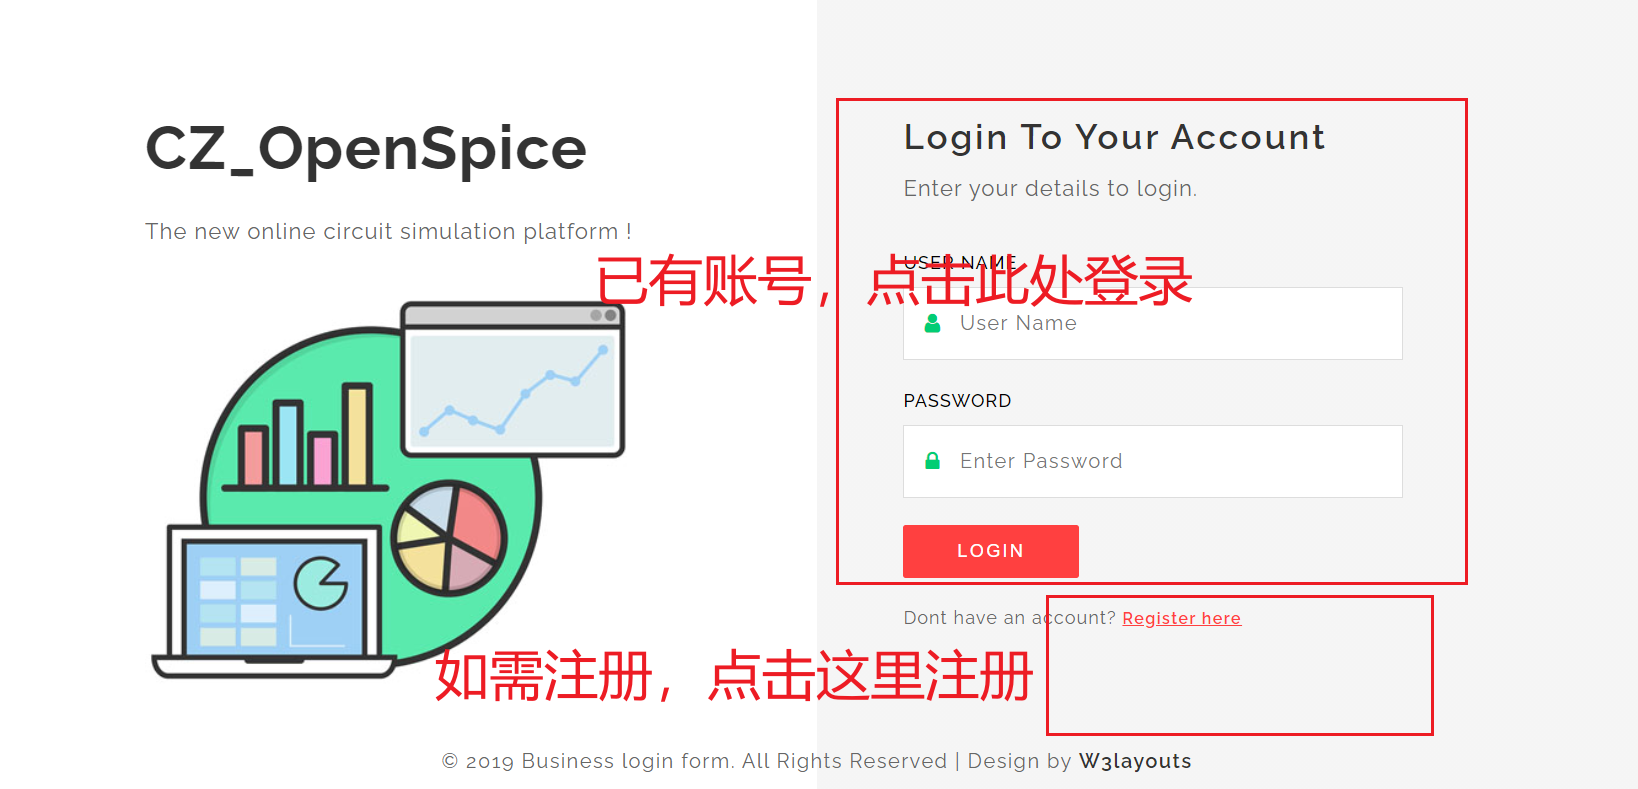 CZ_OpenSpice
The new online circuit simulation platform !
Login To Your Account
Enter your details to login.
USER NAME
已有账号，点击此处登录
User Name
PASSWORD
Enter Password
LOGIN
Dont have an account? Register here
如需注册，点击这里注册
© 2019 Business login form. All Rights Reserved | Design by W3layouts